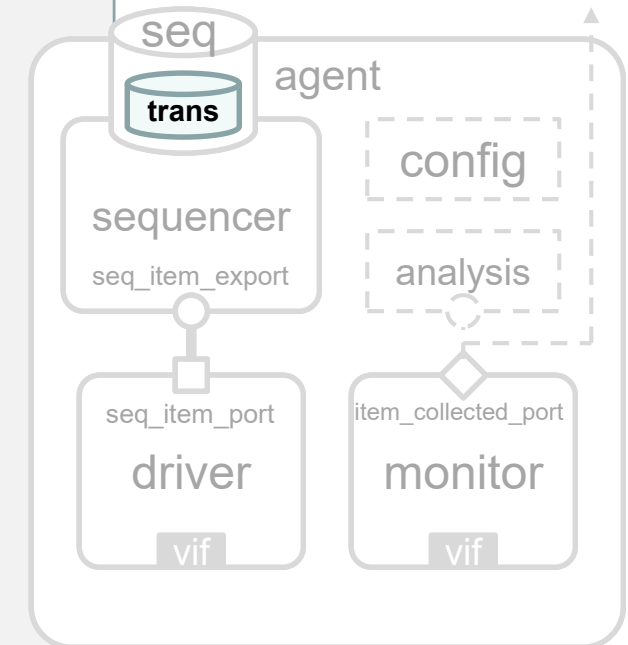 seq
agent
trans
config
sequencer
analysis
seq_item_export
seq_item_port
item_collected_port
driver
monitor
vif
vif